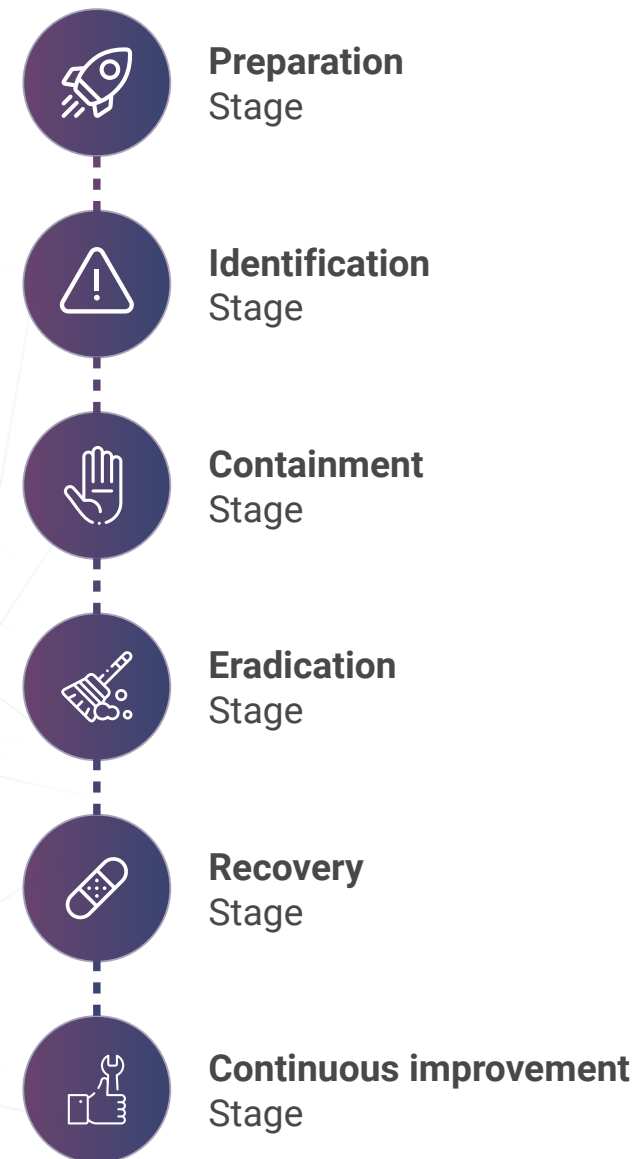 Preparation
Stage
Identification
Stage
Containment
Stage
Eradication
Stage
Recovery
Stage
Continuous improvement
Stage